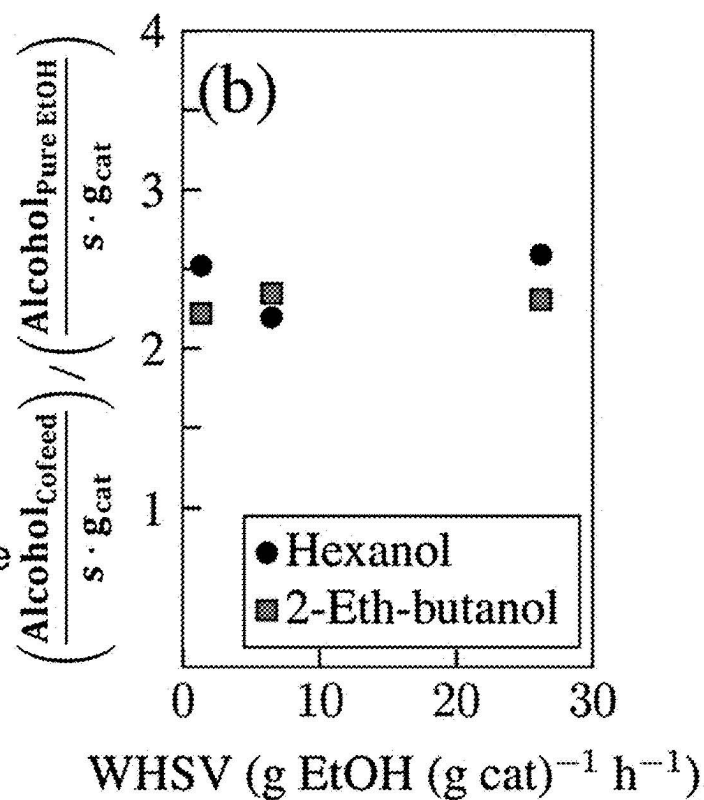 (Alcohol_Cofeed / s · g_cat) / (Alcohol_Pure EtOH / s · g_cat)
4
(b)
3
2
1
Hexanol
2-Eth-butanol
0 10 20 30
WHSV (g EtOH (g cat)⁻¹ h⁻¹)